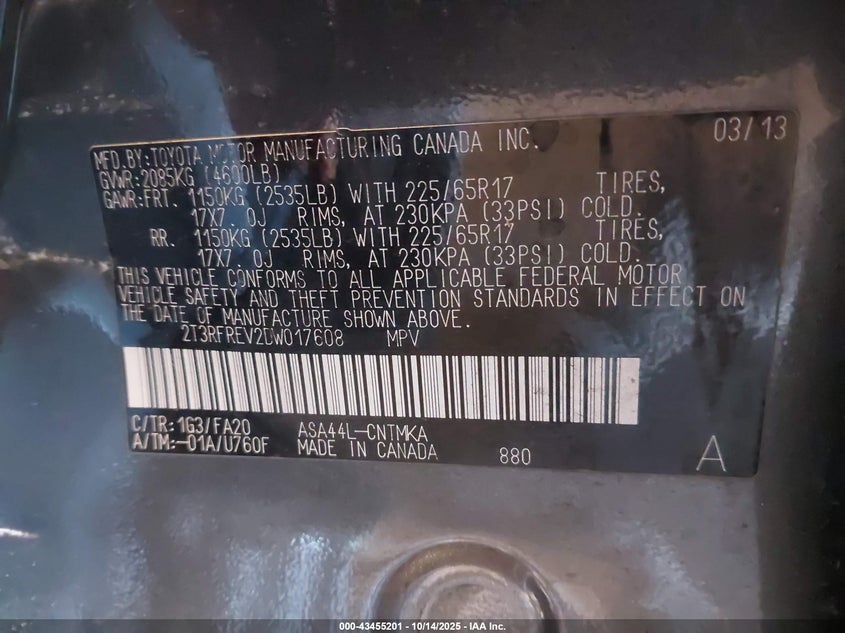 03/13
MFD.BY:TOYOTA MOTOR MANUFACTURING CANADA INC.
GVWR:2085KG (4600LB)
GAWR:FRT. 1150KG (2535LB) WITH 225/65R17 TIRES,
17X7 0J RIMS, AT 230KPA (33PSI) COLD.
RR. 1150KG (2535LB) WITH 225/65R17 TIRES,
17X7 0J RIMS, AT 230KPA (33PSI) COLD.
THIS VEHICLE CONFORMS TO ALL APPLICABLE FEDERAL MOTOR
VEHICLE SAFETY AND THEFT PREVENTION STANDARDS IN EFFECT ON
THE DATE OF MANUFACTURE SHOWN ABOVE.
2T3RFREV2DW017608 MPV
C/TR:1G3/FA20 ASA44L-CNTMKA
A/TM:-01A/U760F MADE IN CANADA 880 A
000-43455201 - 10/14/2025 - IAA Inc.